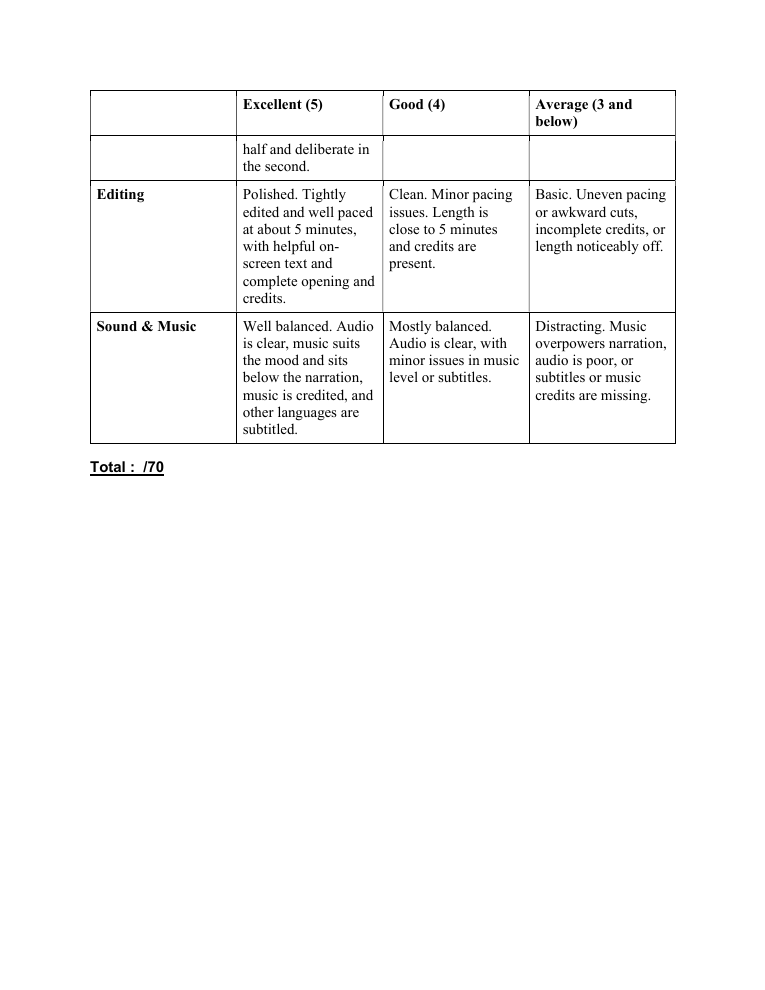 Excellent (5)
Good (4)
Average (3 and
below)
half and deliberate in
the second.
Editing
Polished. Tightly
edited and well paced
at about 5 minutes,
with helpful on-
screen text and
complete opening and
credits.
Clean. Minor pacing
issues. Length is
close to 5 minutes
and credits are
present.
Basic. Uneven pacing
or awkward cuts,
incomplete credits, or
length noticeably off.
Sound & Music
Well balanced. Audio
is clear, music suits
the mood and sits
below the narration,
music is credited, and
other languages are
subtitled.
Mostly balanced.
Audio is clear, with
minor issues in music
level or subtitles.
Distracting. Music
overpowers narration,
audio is poor, or
subtitles or music
credits are missing.
Total :  /70